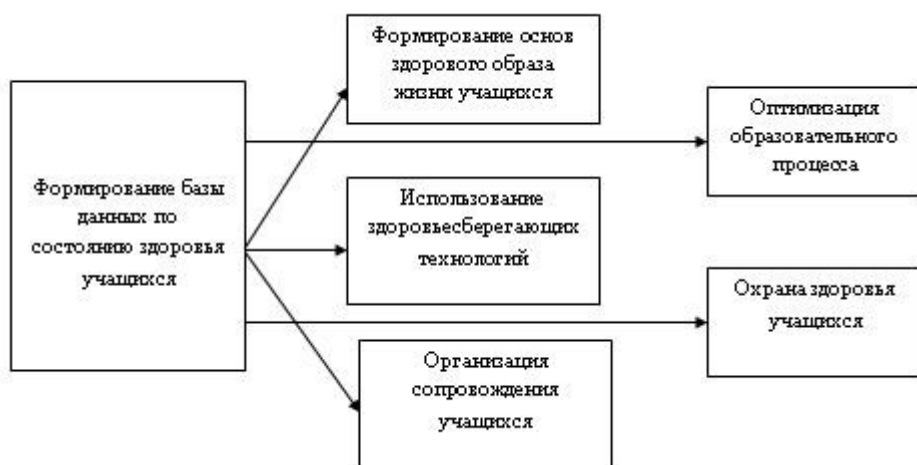 Формирование основ
здорового образа
жизни учащихся
Оптимизация
образовательного
процесса
Формирование базы
данных по
состоянию здоровья
учащихся
Использование
здоровьесберегающих
технологий
Охрана здоровья
учащихся
Организация
сопровождения
учащихся